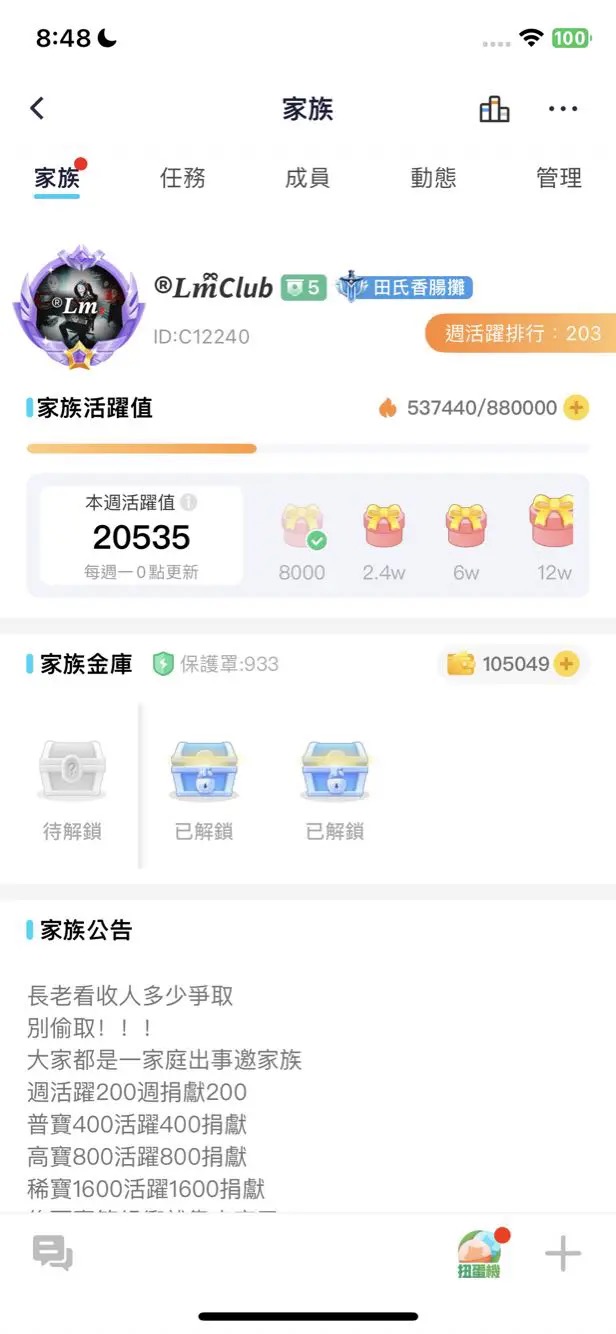 8:48
100
家族
家族
任務
成員
動態
管理
®Lm
®LmClub
5
田氏香腸攤
ID:C12240
週活躍排行：203
家族活躍值
537440/880000
本週活躍值
20535
每週一0點更新
8000
2.4w
6w
12w
家族金庫
保護罩:933
105049
待解鎖
已解鎖
已解鎖
家族公告
長老看收人多少爭取
別偷取！！！
大家都是一家庭出事邀家族
週活躍200週捐獻200
普寶400活躍400捐獻
高寶800活躍800捐獻
稀寶1600活躍1600捐獻
扭蛋機